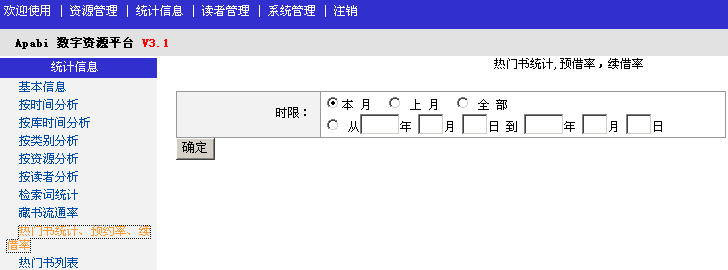 欢迎使用 | 资源管理 | 统计信息 | 读者管理 | 系统管理 | 注销
Apabi 数字资源平台 V3.1
统计信息
基本信息
按时间分析
按库时间分析
按类别分析
按资源分析
按读者分析
检索词统计
藏书流通率
热门书统计、预约率、续
借率
热门书列表
热门书统计,预借率，续借率
时限：
本 月 上 月 全 部
从 年 月 日 到 年 月 日
确定